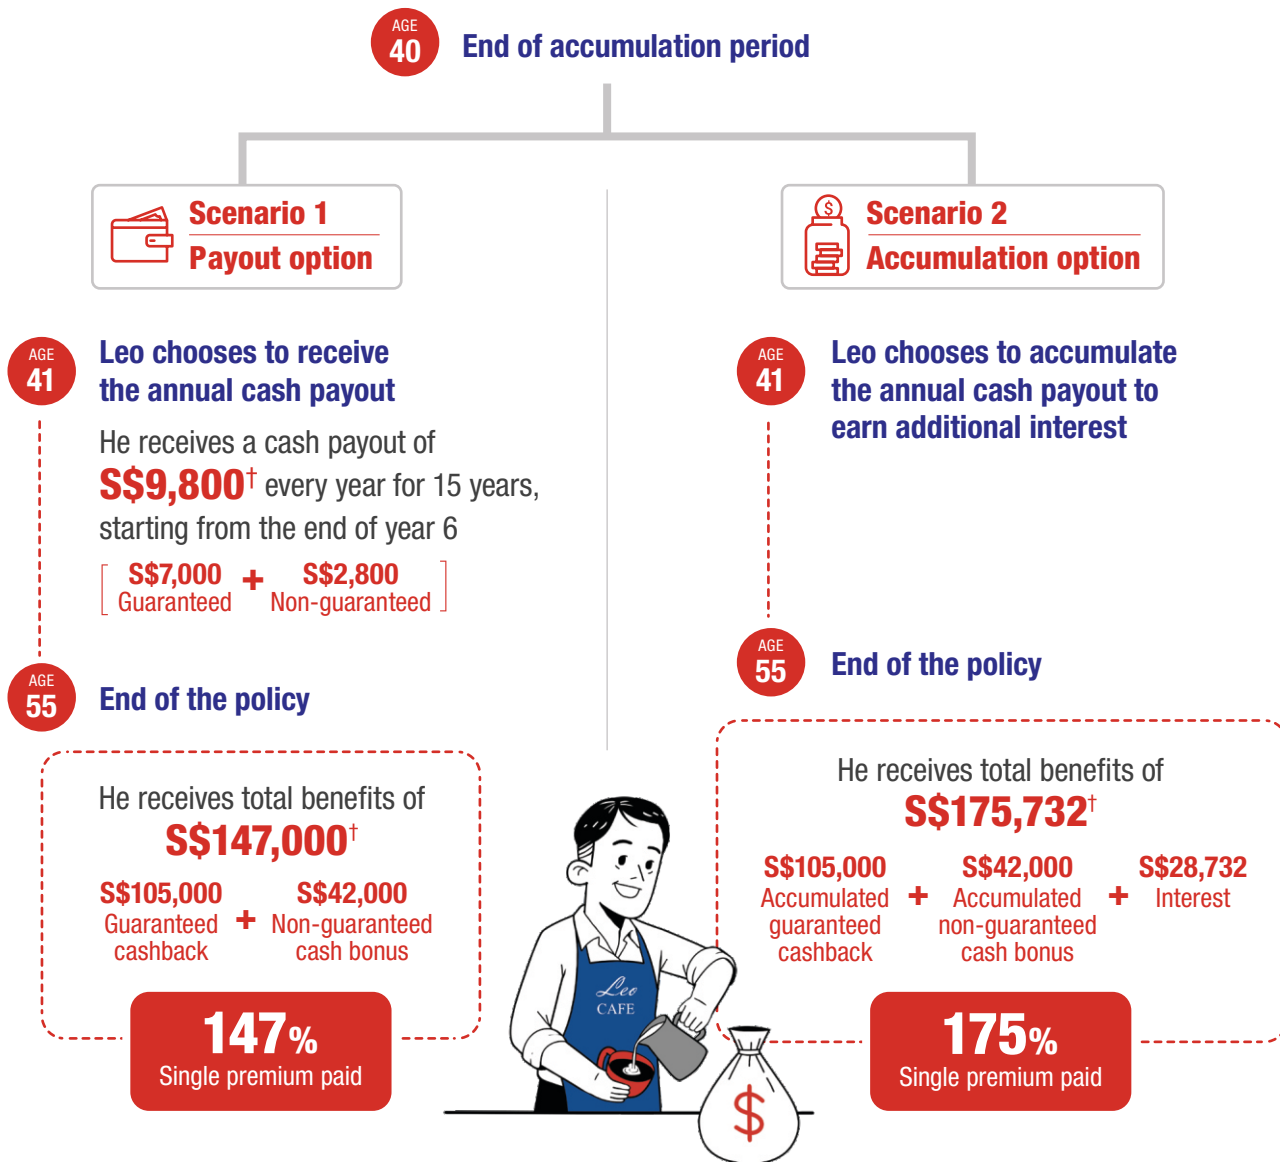 AGE
40
End of accumulation period
Scenario 1
Payout option
AGE
41
Leo chooses to receive
the annual cash payout
He receives a cash payout of
S$9,800† every year for 15 years,
starting from the end of year 6
S$7,000 + S$2,800
Guaranteed Non-guaranteed
AGE
55
End of the policy
He receives total benefits of
S$147,000†
S$105,000 + S$42,000
Guaranteed Non-guaranteed
cashback cash bonus
147%
Single premium paid
Scenario 2
Accumulation option
AGE
41
Leo chooses to accumulate
the annual cash payout to
earn additional interest
AGE
55
End of the policy
He receives total benefits of
S$175,732†
S$105,000 + S$42,000 + S$28,732
Accumulated Accumulated Interest
guaranteed non-guaranteed
cashback cash bonus
175%
Single premium paid
Leo
CAFE
$
$